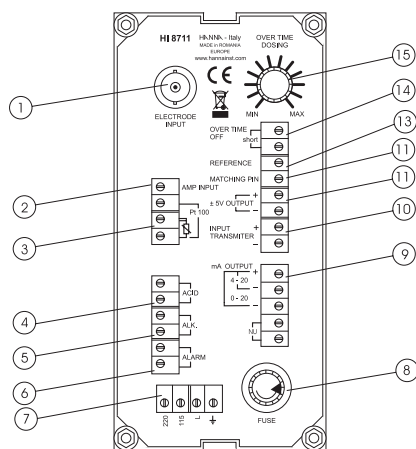 HI 8711
HANNA - Italy
MADE in ROMANIA
EUROPE
www.hannainst.com
OVER TIME
DOSING
MIN
MAX
ELECTRODE
INPUT
OVER TIME
OFF
short
REFERENCE
MATCHING PIN
AMP INPUT
Pt 100
± 5V OUTPUT
+
−
INPUT
TRANSMITER
+
−
mA OUTPUT
+
4 - 20
−
0 - 20
−
NU
ACID
ALK.
ALARM
220
115
L
FUSE
1
2
3
4
5
6
7
15
14
13
11
11
10
9
8